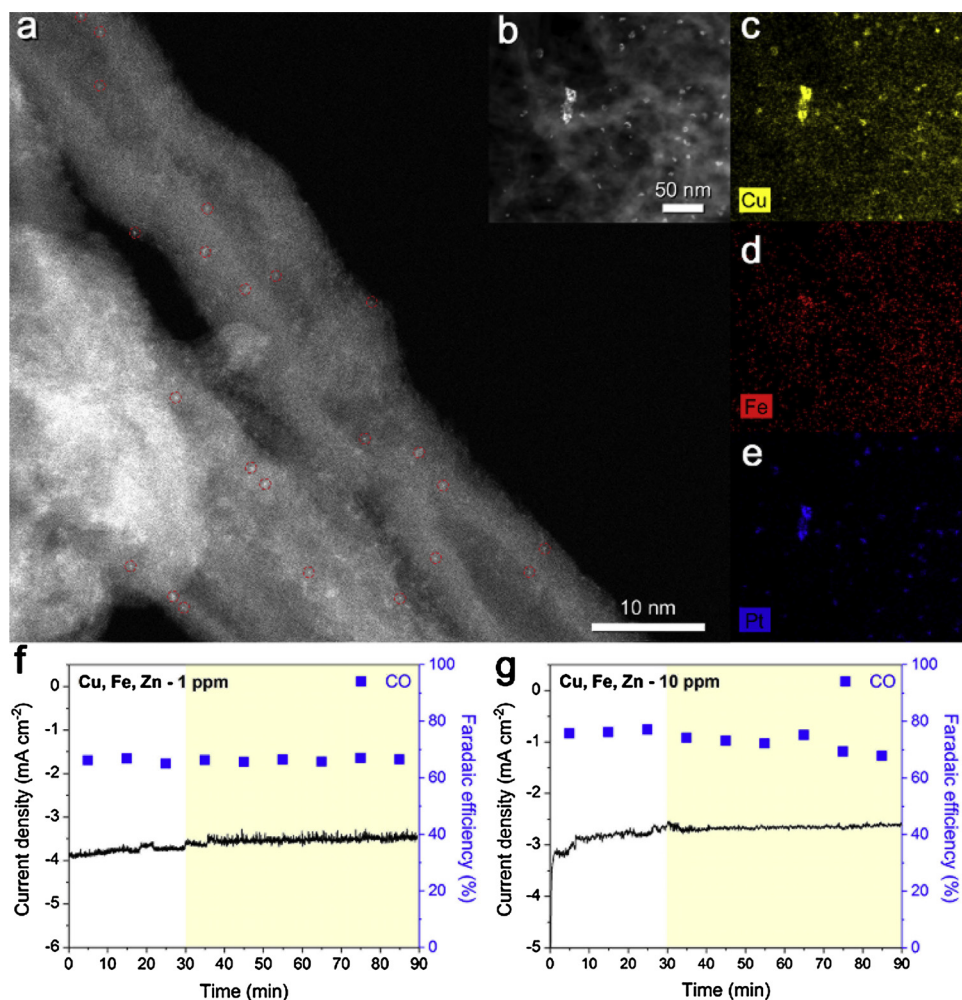 a
b
50 nm
c
Cu
d
Fe
e
Pt
10 nm
f
Cu, Fe, Zn - 1 ppm
CO
0
-1
-2
-3
-4
-5
-6
Current density (mA cm-2)
100
80
60
40
20
0
Faradaic efficiency (%)
0 10 20 30 40 50 60 70 80 90
Time (min)
g
Cu, Fe, Zn - 10 ppm
CO
0
-1
-2
-3
-4
-5
Current density (mA cm-2)
100
80
60
40
20
0
Faradaic efficiency (%)
0 10 20 30 40 50 60 70 80 90
Time (min)